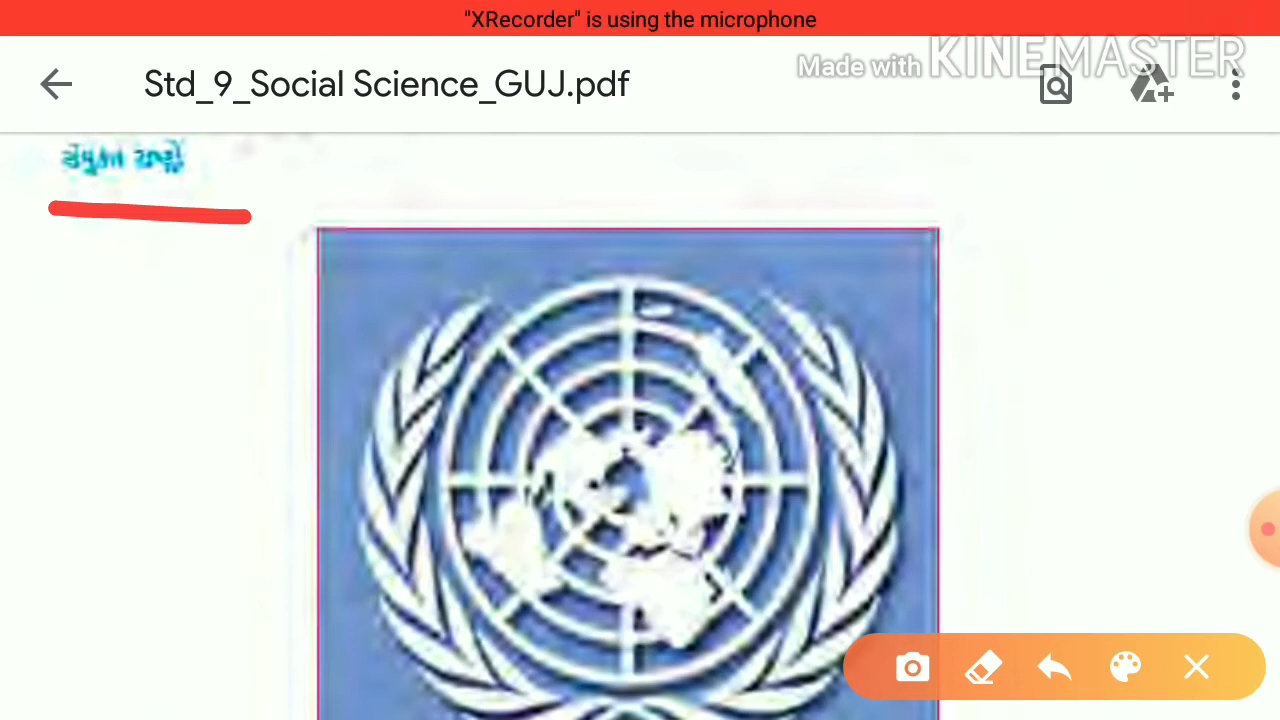 "XRecorder" is using the microphone
Made with KINEMASTER
Std_9_Social Science_GUJ.pdf
સંયુક્ત રાષ્ટ્રો